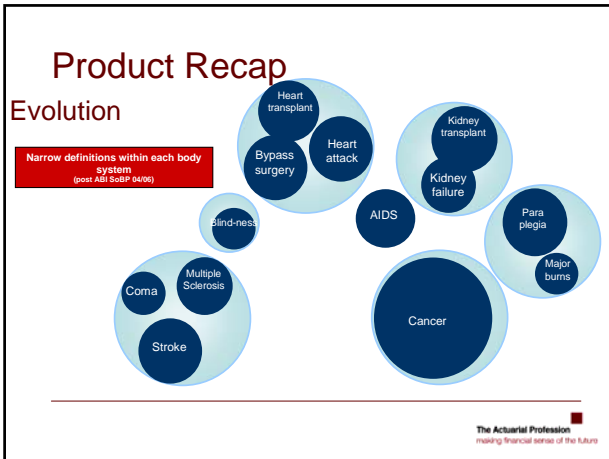 Product Recap
Evolution
Narrow definitions within each body
system
(post ABI SoBP 04/06)
Heart
transplant
Bypass
surgery
Heart
attack
Kidney
transplant
Kidney
failure
AIDS
Blind-ness
Para
plegia
Major
burns
Coma
Multiple
Sclerosis
Stroke
Cancer
The Actuarial Profession
making financial sense of the future